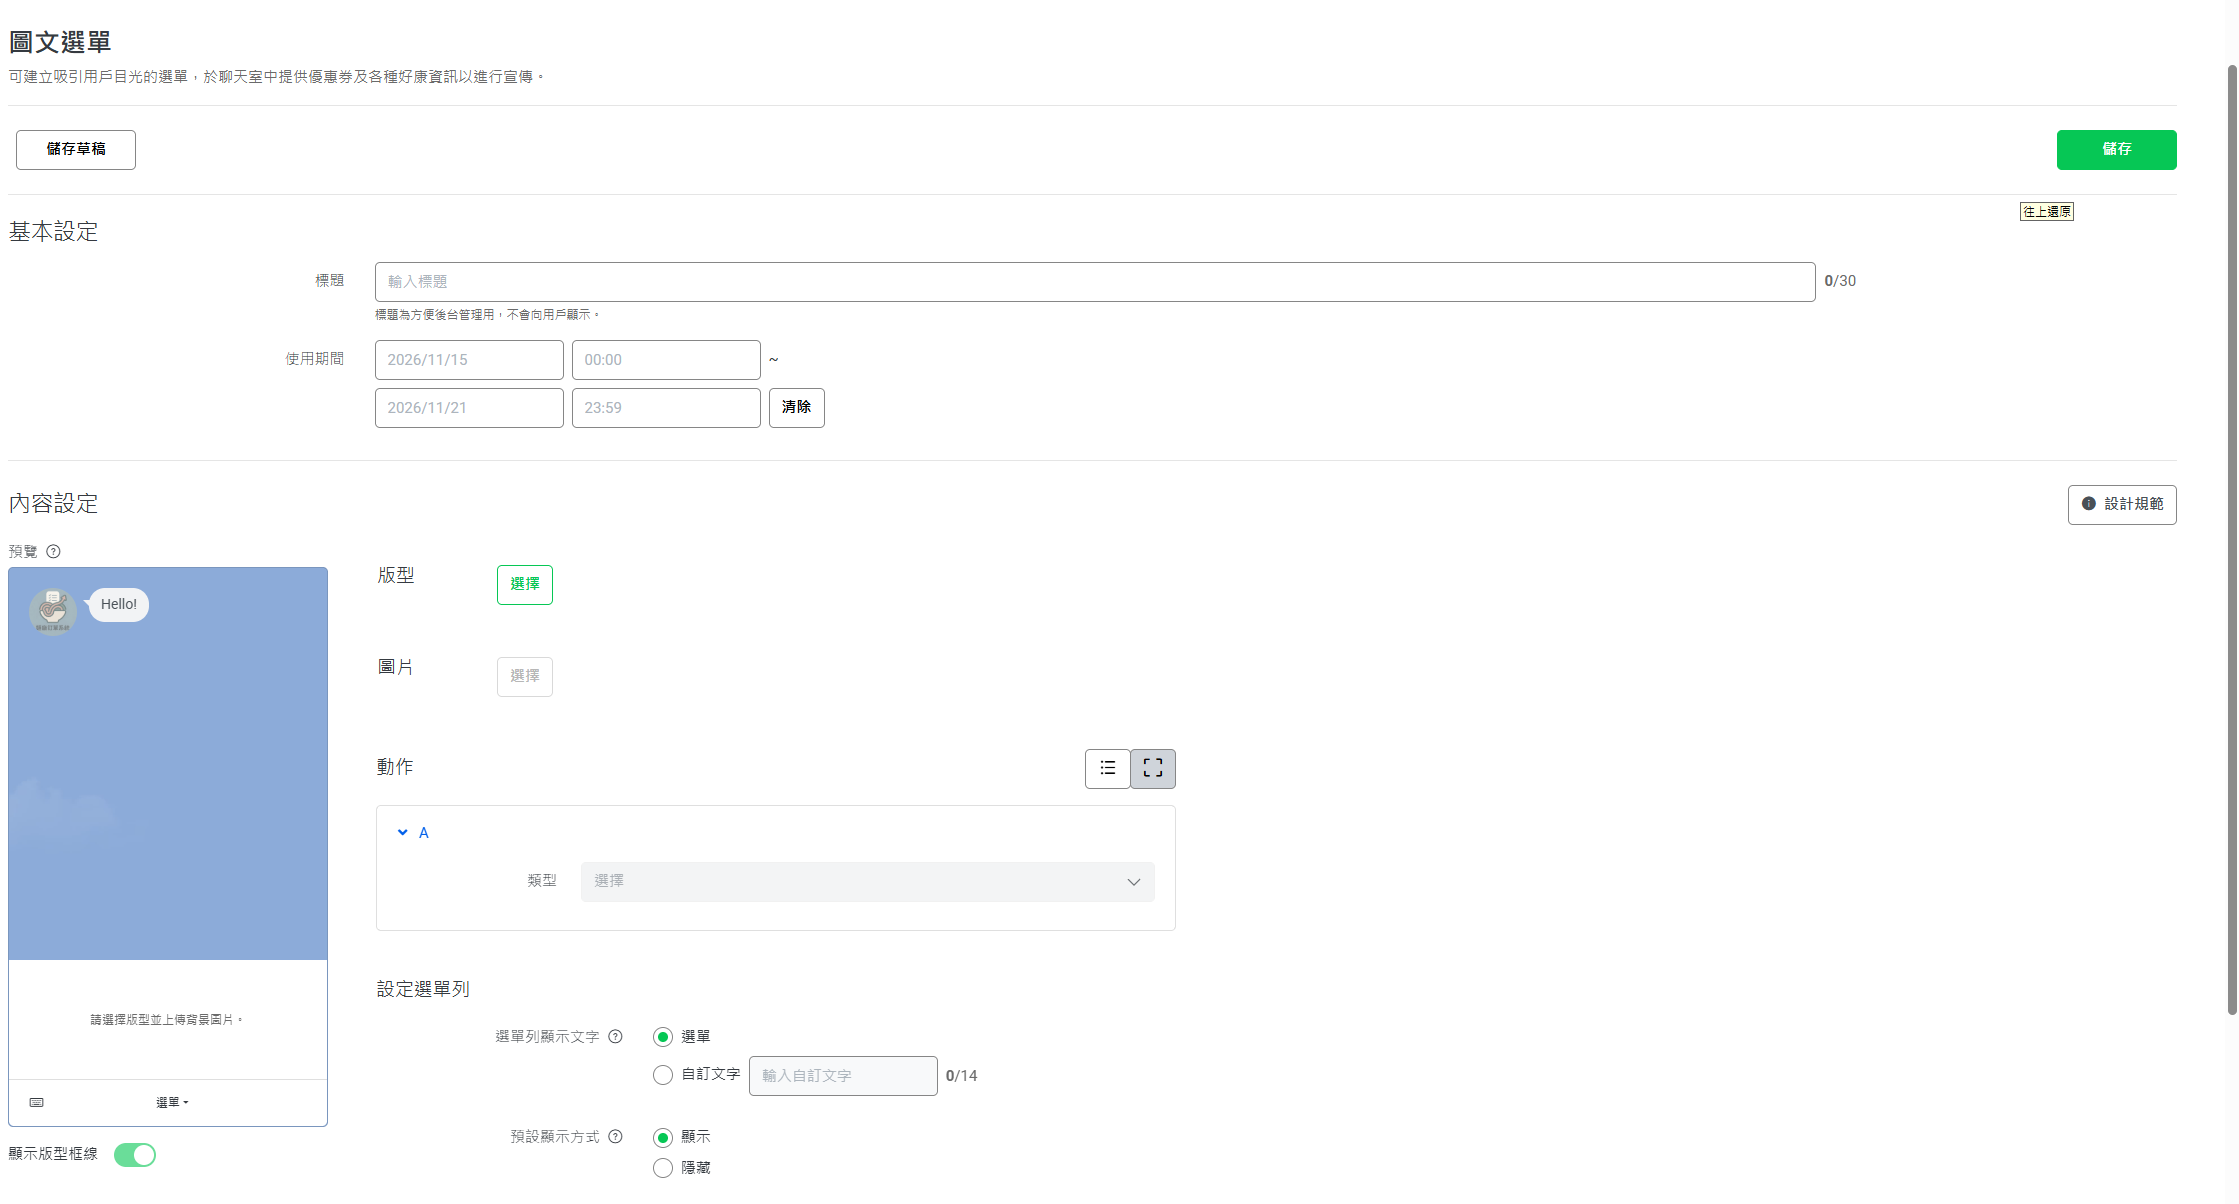 圖文選單
可建立吸引用戶目光的選單，於聊天室中提供優惠券及各種好康資訊以進行宣傳。
儲存草稿
儲存
往上還原
基本設定
標題
輸入標題
0/30
標題為方便後台管理用，不會向用戶顯示。
使用期間
2026/11/15
00:00
~
2026/11/21
23:59
清除
內容設定
設計規範
預覽
Hello!
版型
選擇
圖片
選擇
動作
A
類型
選擇
請選擇版型並上傳背景圖片。
選單
顯示版型框線
設定選單列
選單列顯示文字
選單
自訂文字
輸入自訂文字
0/14
預設顯示方式
顯示
隱藏